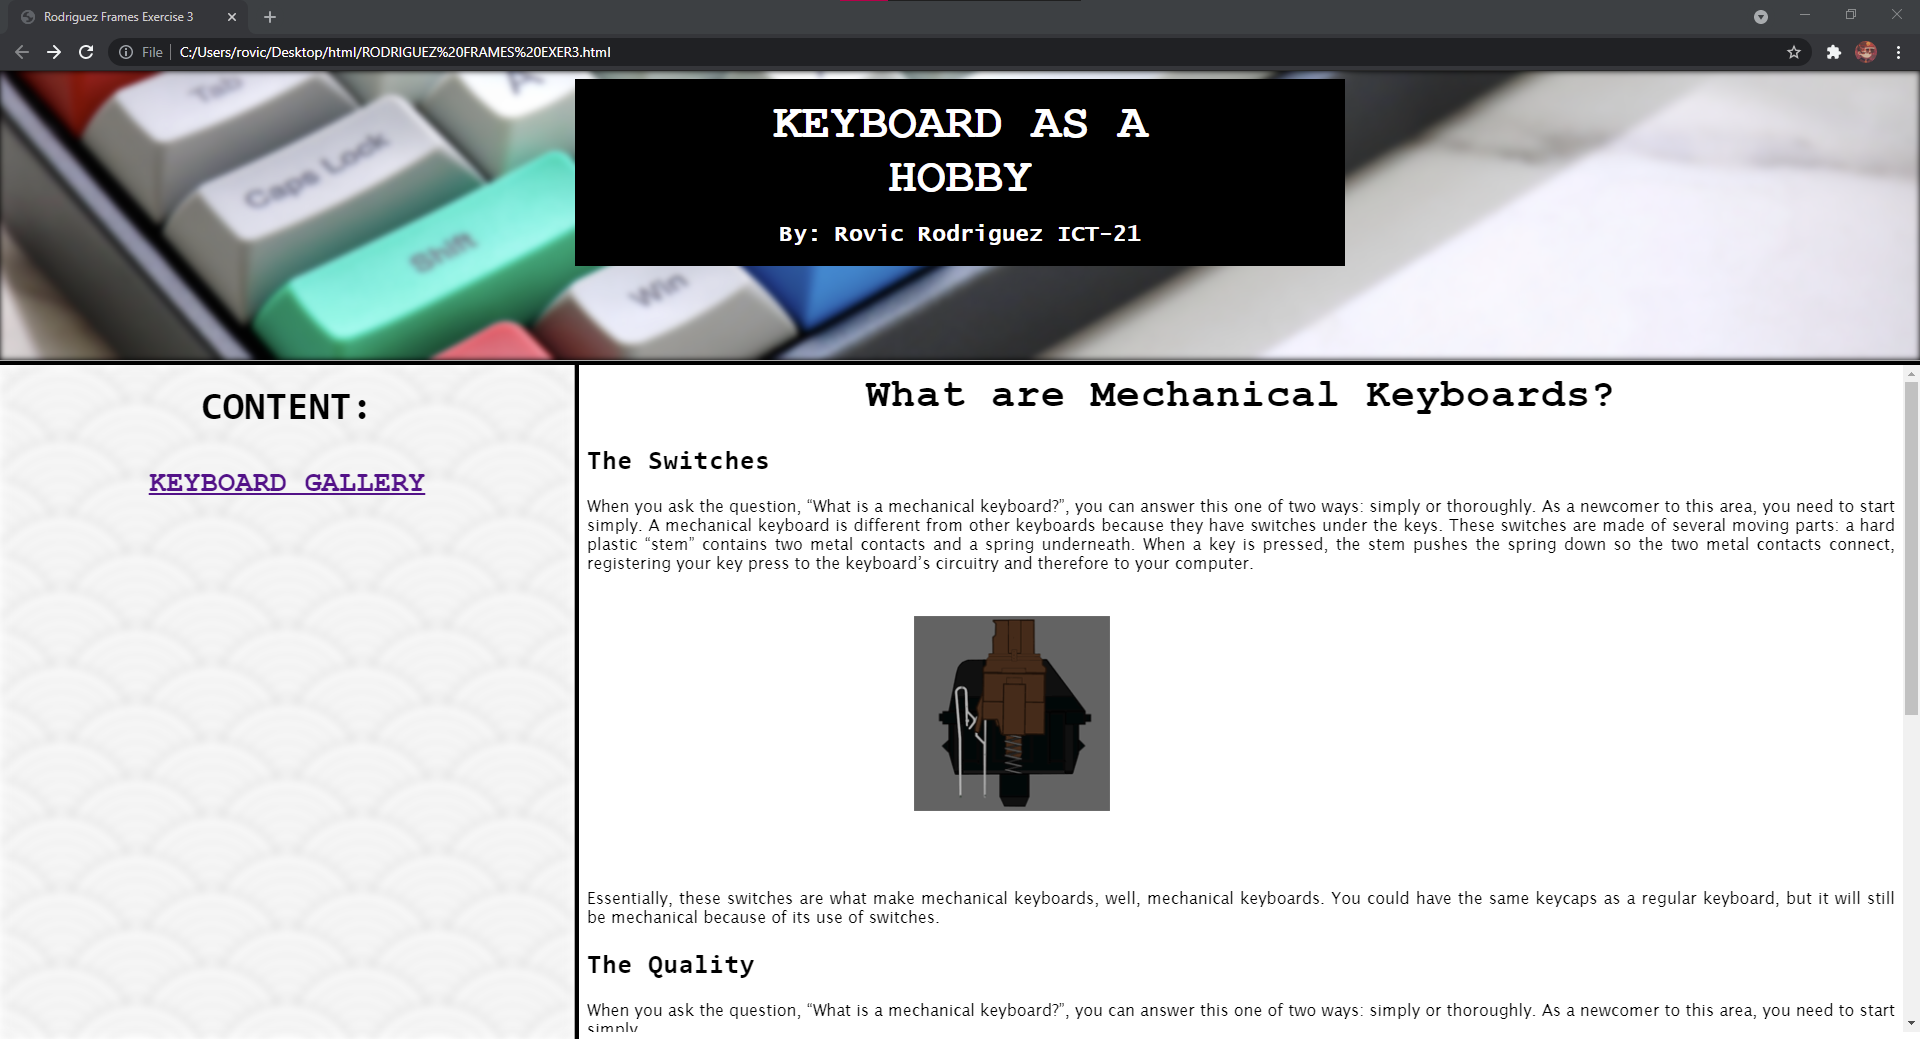 Rodriguez Frames Exercise 3
File
C:/Users/rovic/Desktop/html/RODRIGUEZ%20FRAMES%20EXER3.html
Tab
A
Caps Lock
Shift
Win
KEYBOARD AS A
HOBBY
By: Rovic Rodriguez ICT-21
CONTENT:
KEYBOARD GALLERY
What are Mechanical Keyboards?
The Switches
When you ask the question, “What is a mechanical keyboard?”, you can answer this one of two ways: simply or thoroughly. As a newcomer to this area, you need to start
simply. A mechanical keyboard is different from other keyboards because they have switches under the keys. These switches are made of several moving parts: a hard
plastic “stem” contains two metal contacts and a spring underneath. When a key is pressed, the stem pushes the spring down so the two metal contacts connect,
registering your key press to the keyboard’s circuitry and therefore to your computer.
Essentially, these switches are what make mechanical keyboards, well, mechanical keyboards. You could have the same keycaps as a regular keyboard, but it will still
be mechanical because of its use of switches.
The Quality
When you ask the question, “What is a mechanical keyboard?”, you can answer this one of two ways: simply or thoroughly. As a newcomer to this area, you need to start
simply